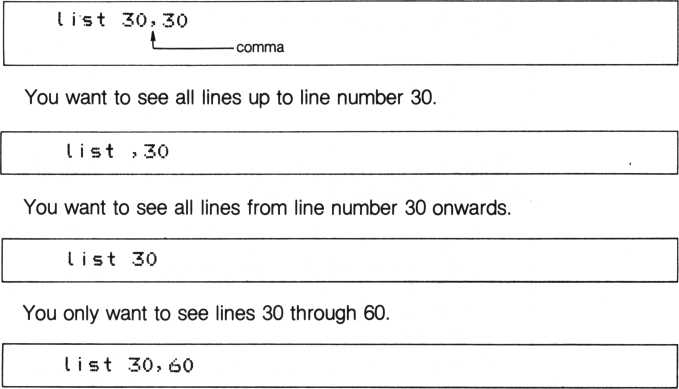 list 30,30
comma
You want to see all lines up to line number 30.
list ,30
You want to see all lines from line number 30 onwards.
list 30
You only want to see lines 30 through 60.
list 30,60